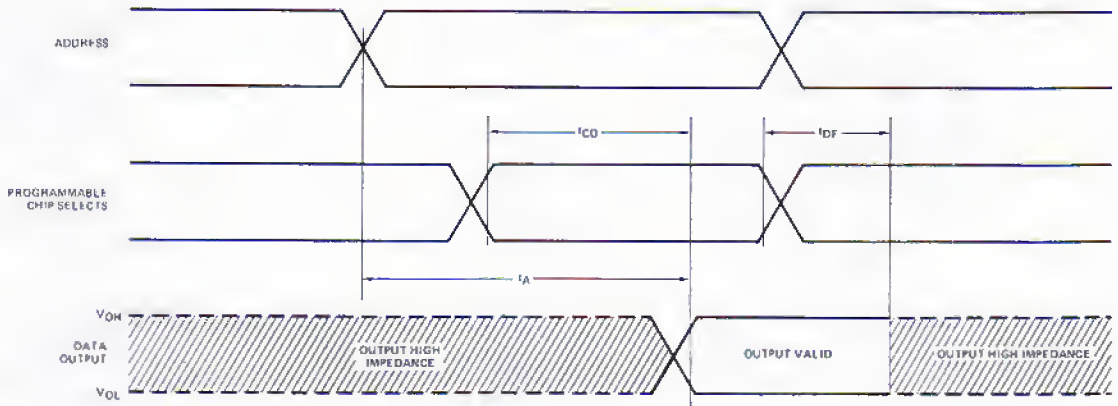 ADDRESS
tCO
tDF
PROGRAMMABLE
CHIP SELECTS
tA
VOH
DATA
OUTPUT
VOL
OUTPUT HIGH
IMPEDANCE
OUTPUT VALID
OUTPUT HIGH IMPEDANCE